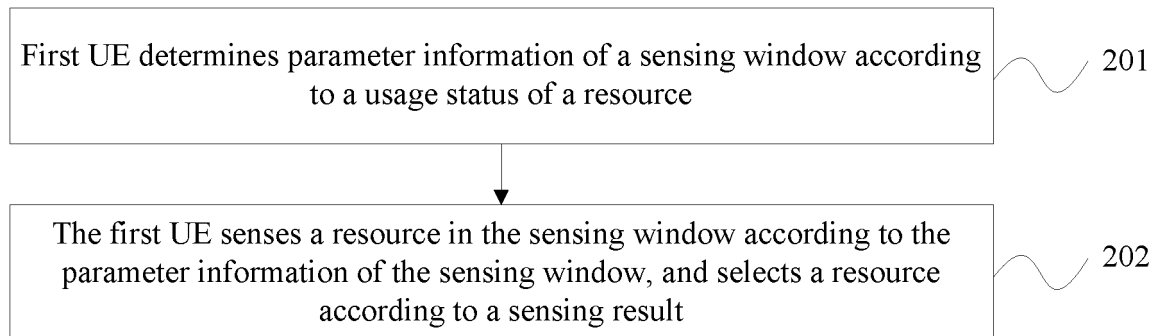 First UE determines parameter information of a sensing window according
to a usage status of a resource
201
The first UE senses a resource in the sensing window according to the
parameter information of the sensing window, and selects a resource
according to a sensing result
202